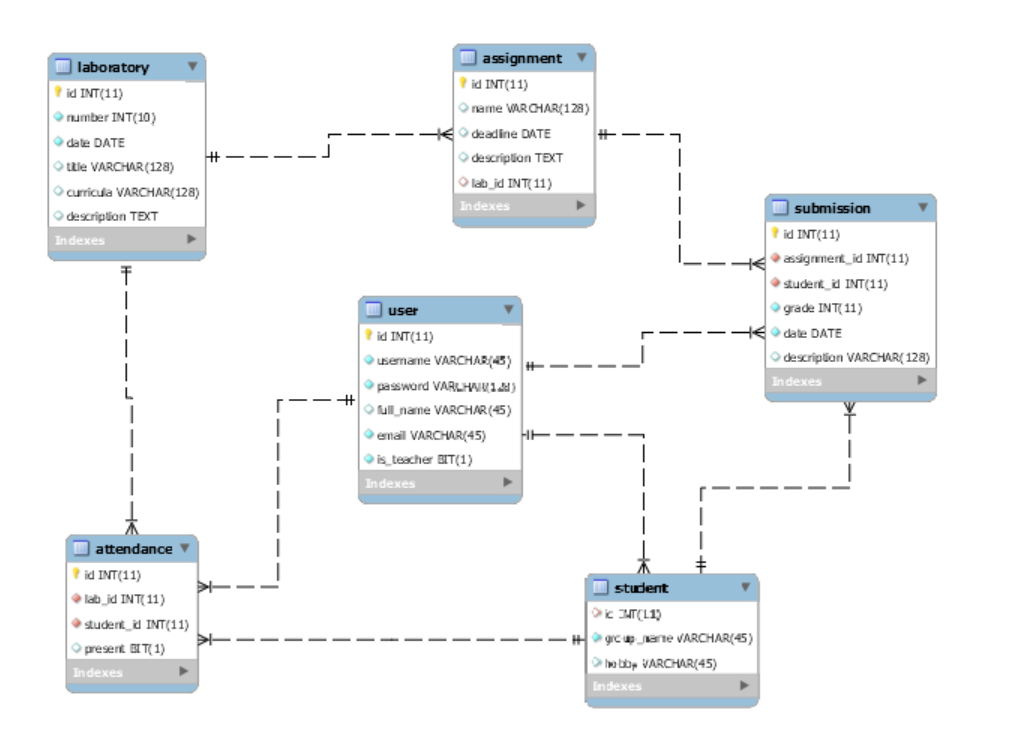 laboratory
id INT(11)
number INT(10)
date DATE
title VARCHAR(128)
curricula VARCHAR(128)
description TEXT
Indexes
assignment
id INT(11)
name VARCHAR(128)
deadline DATE
description TEXT
lab_id INT(11)
Indexes
submission
id INT(11)
assignment_id INT(11)
student_id INT(11)
grade INT(11)
date DATE
description VARCHAR(128)
Indexes
user
id INT(11)
username VARCHAR(45)
password VARCHAR(128)
full_name VARCHAR(45)
email VARCHAR(45)
is_teacher BIT(1)
Indexes
attendance
id INT(11)
lab_id INT(11)
student_id INT(11)
present BIT(1)
Indexes
student
id INT(11)
group_name VARCHAR(45)
hobby VARCHAR(45)
Indexes